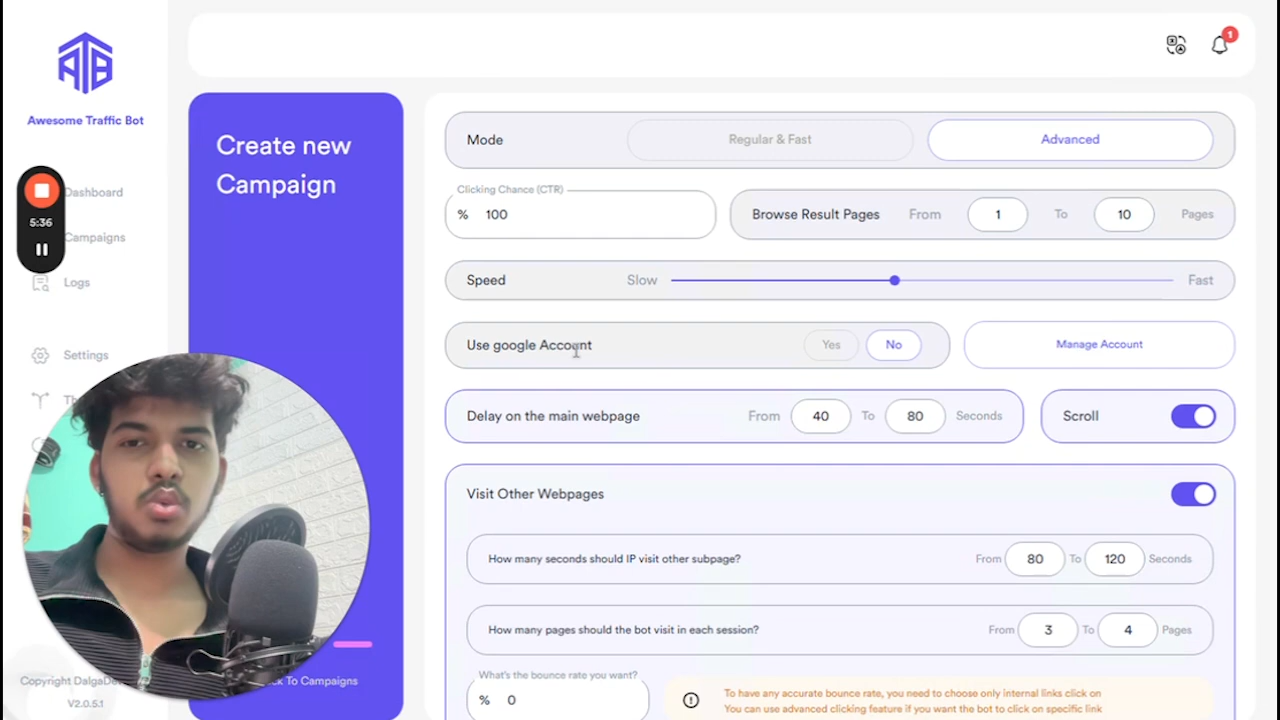 ATB
Awesome Traffic Bot
1
Dashboard
Campaigns
Logs
Settings
5:36
Create new
Campaign
To Campaigns
Copyright
V2.0.5.1
Mode
Regular & Fast
Advanced
Clicking Chance (CTR)
% 100
Browse Result Pages From 1 To 10 Pages
Speed Slow Fast
Use google Account Yes No
Manage Account
Delay on the main webpage From 40 To 80 Seconds
Scroll
Visit Other Webpages
How many seconds should IP visit other subpage? From 80 To 120 Seconds
How many pages should the bot visit in each session? From 3 To 4 Pages
What's the bounce rate you want?
% 0
To have any accurate bounce rate, you need to choose only internal links click on
You can use advanced clicking feature if you want the bot to click on specific link